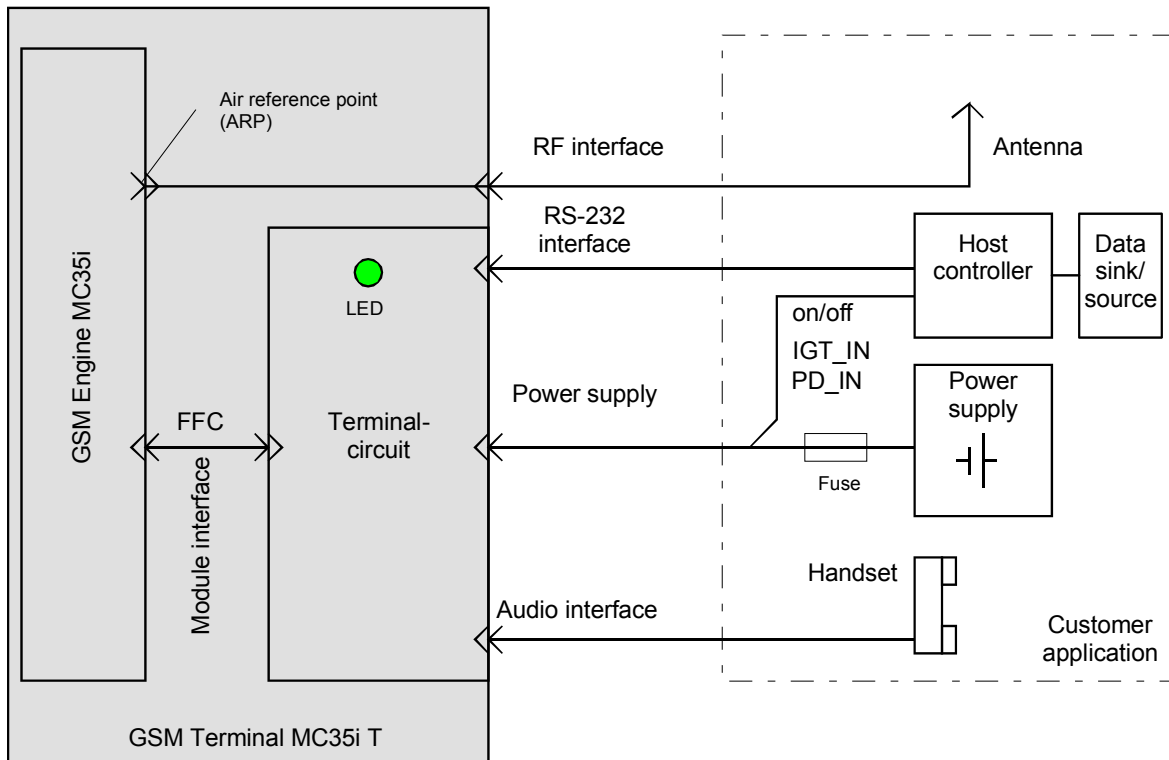 Air reference point
(ARP)
RF interface
Antenna
RS-232
interface
Host
controller
Data
sink/
source
LED
on/off
IGT_IN
PD_IN
GSM Engine MC35i
FFC
Module interface
Terminal-
circuit
Power supply
Power
supply
Fuse
Handset
Audio interface
Customer
application
GSM Terminal MC35i T